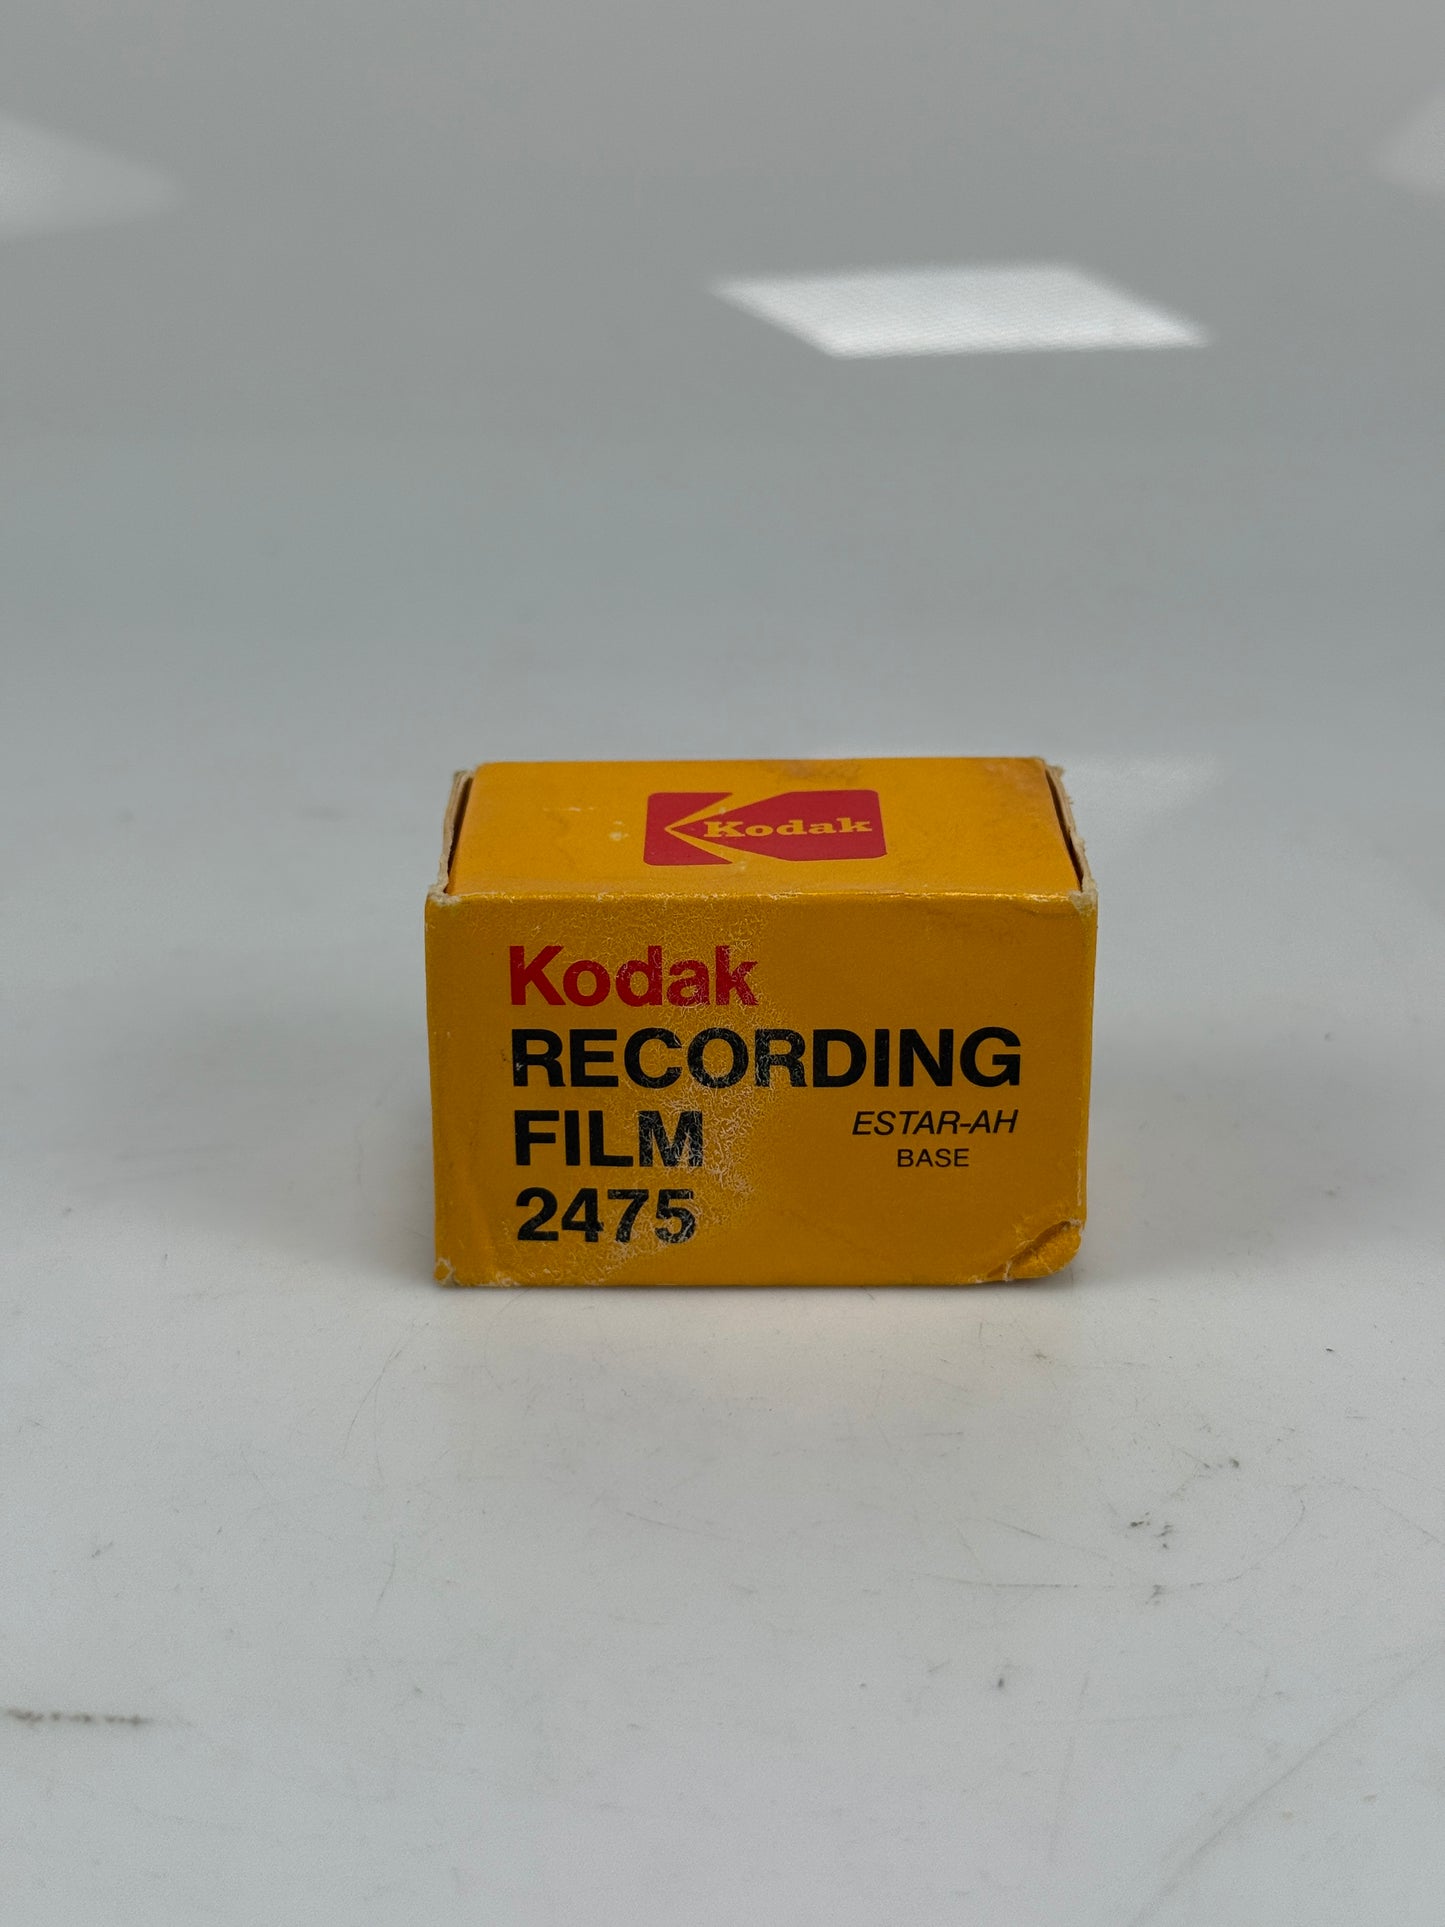 Kodak
Kodak
RECORDING
FILM
2475
ESTAR-AH
BASE